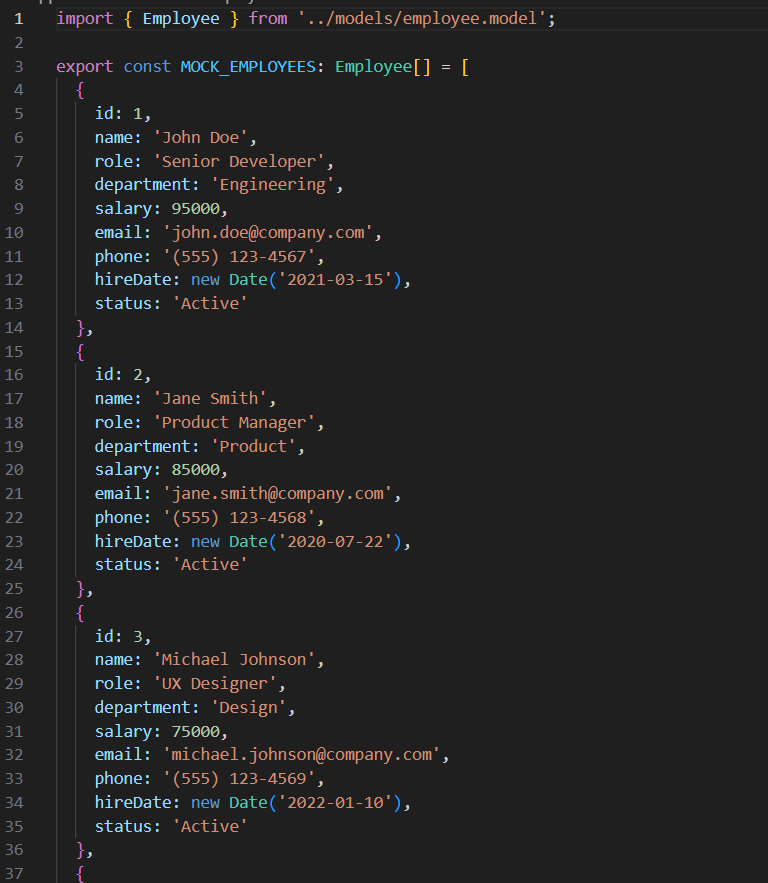 1 import { Employee } from '../models/employee.model';
2
3 export const MOCK_EMPLOYEES: Employee[] = [
4 {
5 id: 1,
6 name: 'John Doe',
7 role: 'Senior Developer',
8 department: 'Engineering',
9 salary: 95000,
10 email: 'john.doe@company.com',
11 phone: '(555) 123-4567',
12 hireDate: new Date('2021-03-15'),
13 status: 'Active'
14 },
15 {
16 id: 2,
17 name: 'Jane Smith',
18 role: 'Product Manager',
19 department: 'Product',
20 salary: 85000,
21 email: 'jane.smith@company.com',
22 phone: '(555) 123-4568',
23 hireDate: new Date('2020-07-22'),
24 status: 'Active'
25 },
26 {
27 id: 3,
28 name: 'Michael Johnson',
29 role: 'UX Designer',
30 department: 'Design',
31 salary: 75000,
32 email: 'michael.johnson@company.com',
33 phone: '(555) 123-4569',
34 hireDate: new Date('2022-01-10'),
35 status: 'Active'
36 },
37 {